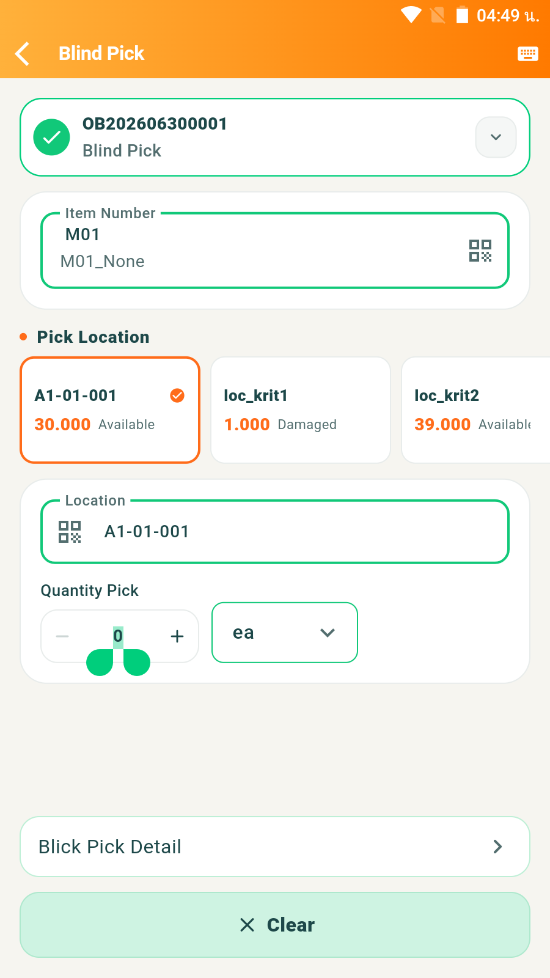 04:49 น.
Blind Pick
OB202606300001
Blind Pick
Item Number
M01
M01_None
Pick Location
A1-01-001
30.000 Available
loc_krit1
1.000 Damaged
loc_krit2
39.000 Available
Location
A1-01-001
Quantity Pick
0
ea
Blick Pick Detail
Clear